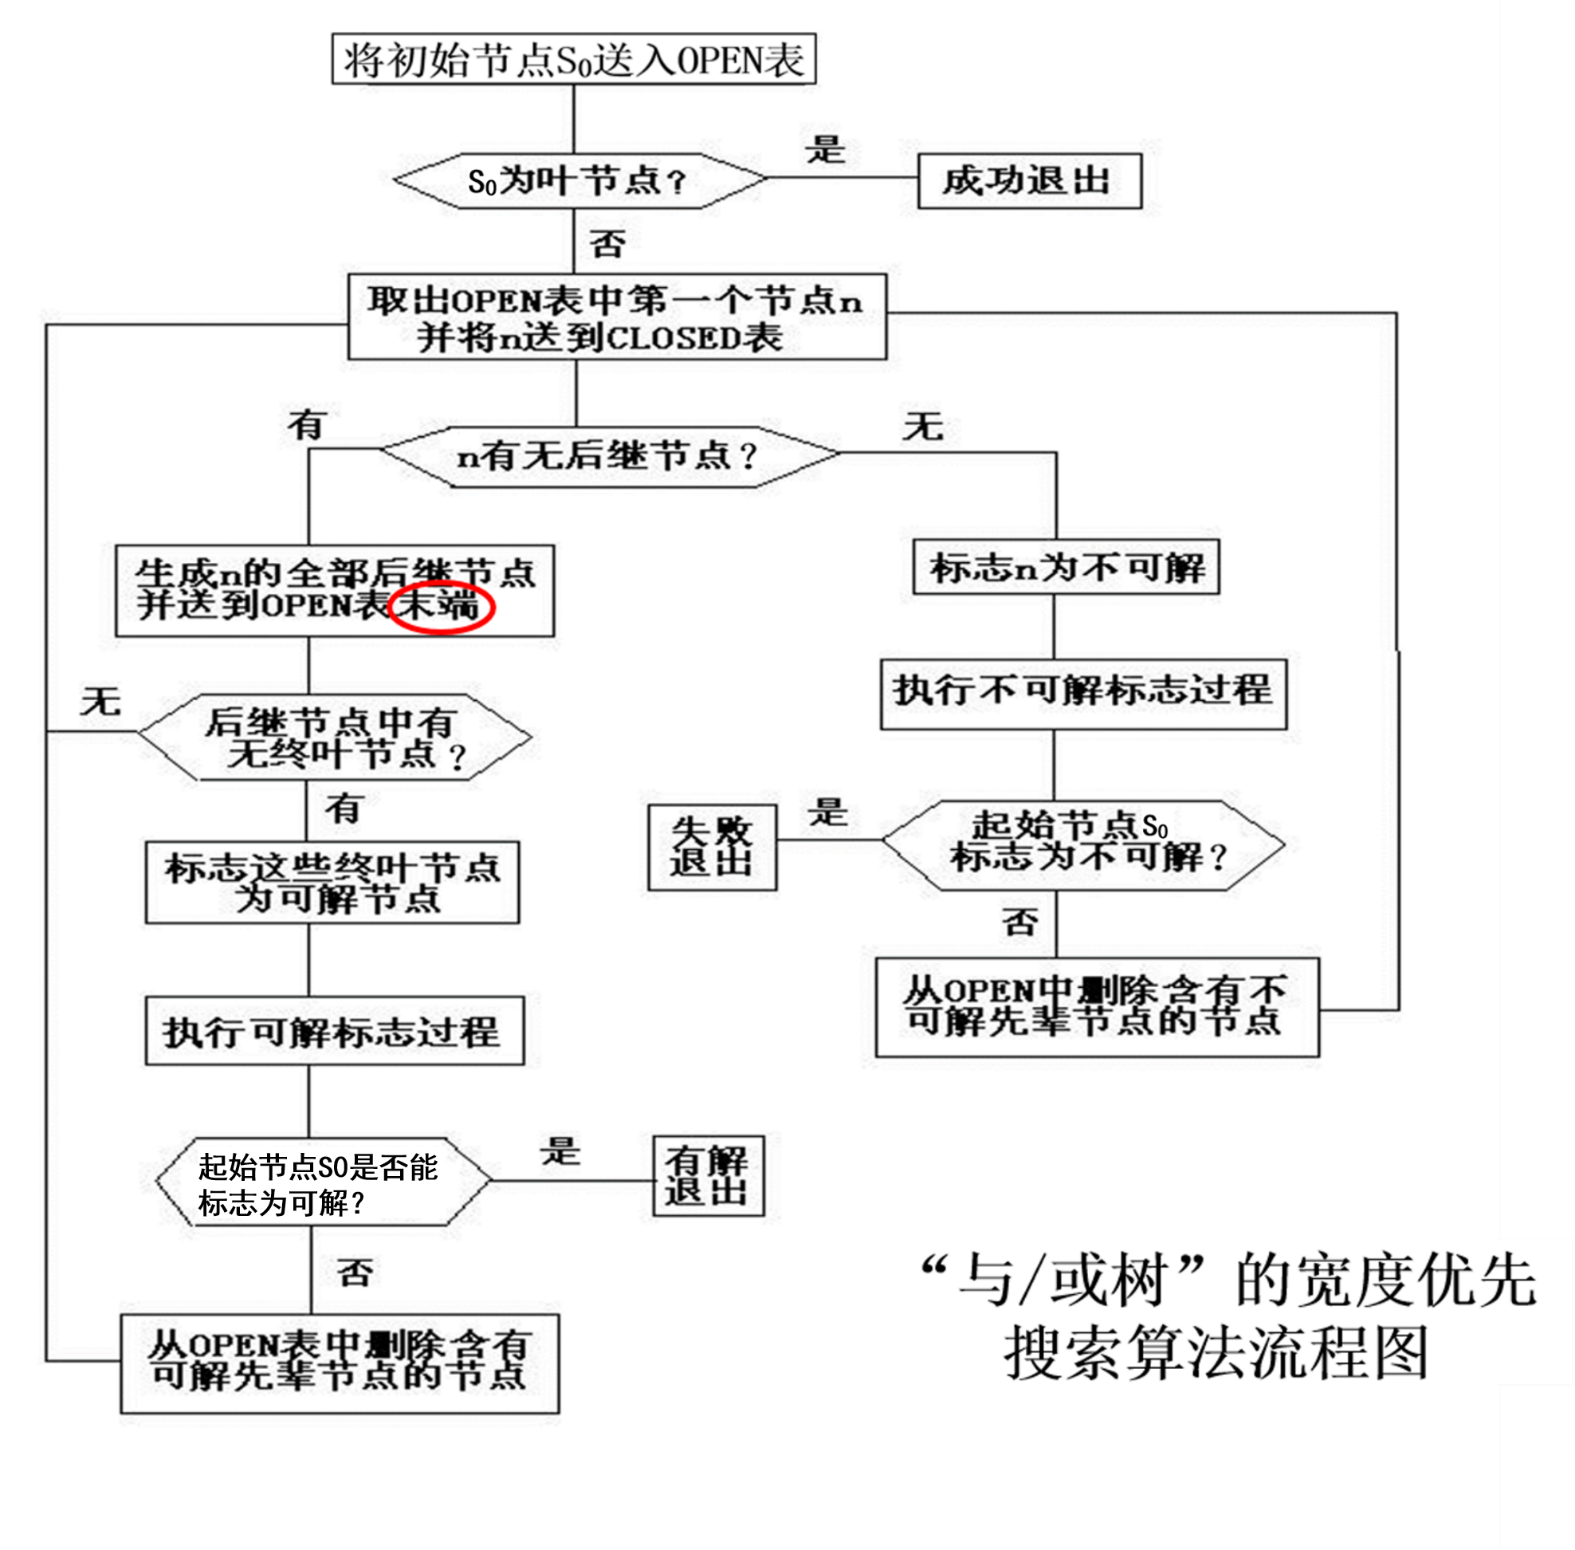 将初始节点S₀送入OPEN表
是
S₀为叶节点?
成功退出
否
取出OPEN表中第一个节点n
并将n送到CLOSED表
有
n有无后继节点?
无
生成n的全部后继节点
并送到OPEN表末端
标志n为不可解
执行不可解标志过程
无
后继节点中有
无终叶节点?
有
标志这些终叶节点
为可解节点
失败
退出
是
起始节点S₀
标志为不可解?
否
从OPEN中删除含有不
可解先辈节点的节点
执行可解标志过程
起始节点S0是否能
标志为可解?
是
有解
退出
否
从OPEN表中删除含有
可解先辈节点的节点
“与/或树”的宽度优先
搜索算法流程图